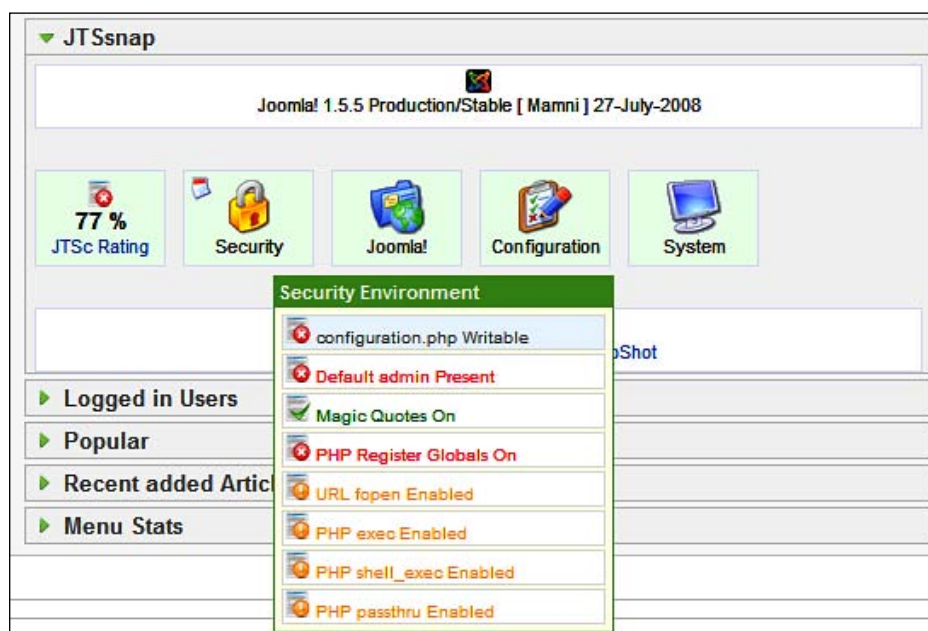 JTSsnap
Joomla! 1.5.5 Production/Stable [ Mamni ] 27-July-2008
77 %
JTSc Rating
Security
Joomla!
Configuration
System
Security Environment
configuration.php Writable
Default admin Present
Magic Quotes On
PHP Register Globals On
URL fopen Enabled
PHP exec Enabled
PHP shell_exec Enabled
PHP passthru Enabled
Shot
Logged in Users
Popular
Recent added Artic
Menu Stats